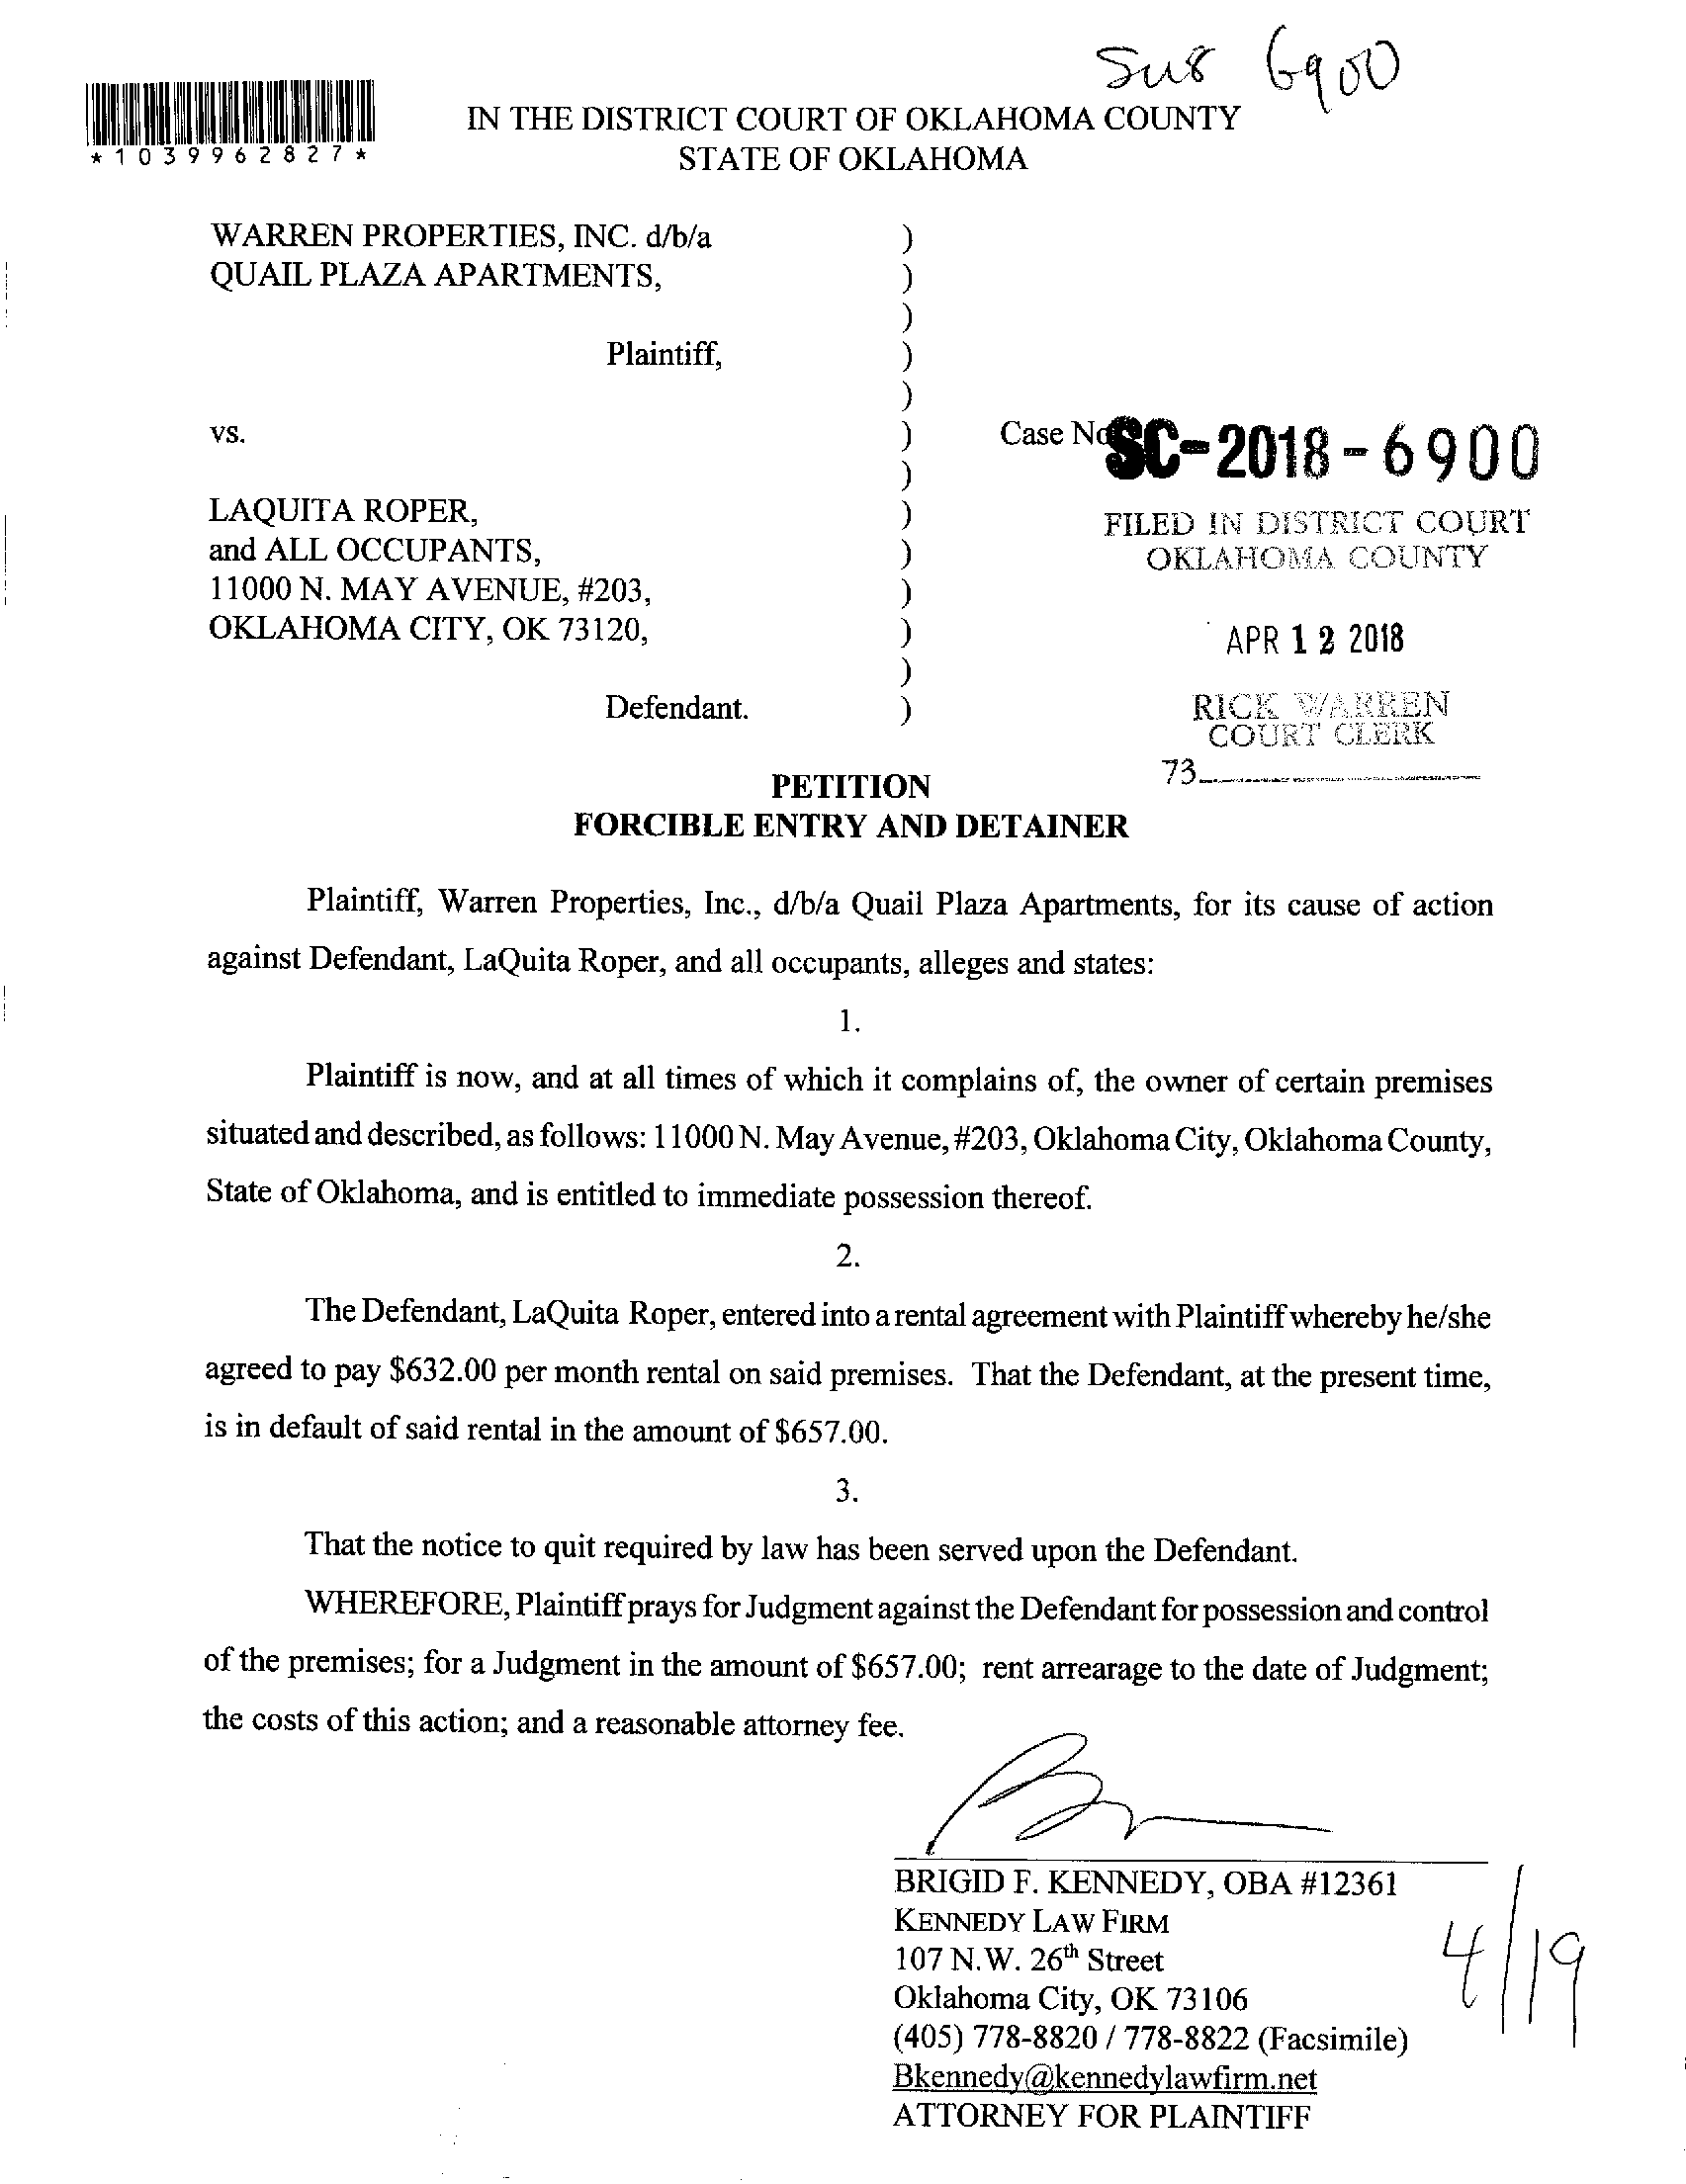 6900
IN THE DISTRICT COURT OF OKLAHOMA COUNTY
STATE OF OKLAHOMA
*1039962827*
WARREN PROPERTIES, INC. d/b/a )
QUAIL PLAZA APARTMENTS, )
)
Plaintiff, )
)
vs. ) Case No SC-2018-6900
)
LAQUITA ROPER, )
and ALL OCCUPANTS, )
11000 N. MAY AVENUE, #203, )
OKLAHOMA CITY, OK 73120, )
)
Defendant. )
FILED IN DISTRICT COURT
OKLAHOMA COUNTY
APR 12 2018
RICK WARREN
COURT CLERK
73
PETITION
FORCIBLE ENTRY AND DETAINER
Plaintiff, Warren Properties, Inc., d/b/a Quail Plaza Apartments, for its cause of action
against Defendant, LaQuita Roper, and all occupants, alleges and states:
1.
Plaintiff is now, and at all times of which it complains of, the owner of certain premises
situated and described, as follows: 11000 N. May Avenue, #203, Oklahoma City, Oklahoma County,
State of Oklahoma, and is entitled to immediate possession thereof.
2.
The Defendant, LaQuita Roper, entered into a rental agreement with Plaintiff whereby he/she
agreed to pay $632.00 per month rental on said premises. That the Defendant, at the present time,
is in default of said rental in the amount of $657.00.
3.
That the notice to quit required by law has been served upon the Defendant.
WHEREFORE, Plaintiff prays for Judgment against the Defendant for possession and control
of the premises; for a Judgment in the amount of $657.00; rent arrearage to the date of Judgment;
the costs of this action; and a reasonable attorney fee.
BRIGID F. KENNEDY, OBA #12361
KENNEDY LAW FIRM
107 N.W. 26th Street
Oklahoma City, OK 73106
(405) 778-8820 / 778-8822 (Facsimile)
Bkennedy@kennedylawfirm.net
ATTORNEY FOR PLAINTIFF
4/19